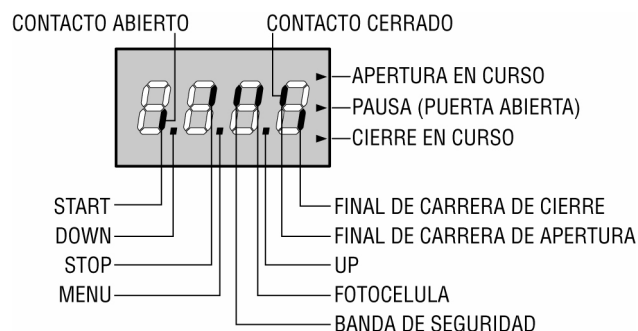 CONTACTO ABIERTO
CONTACTO CERRADO
APERTURA EN CURSO
PAUSA (PUERTA ABIERTA)
CIERRE EN CURSO
START
DOWN
STOP
MENU
FINAL DE CARRERA DE CIERRE
FINAL DE CARRERA DE APERTURA
UP
FOTOCELULA
BANDA DE SEGURIDAD